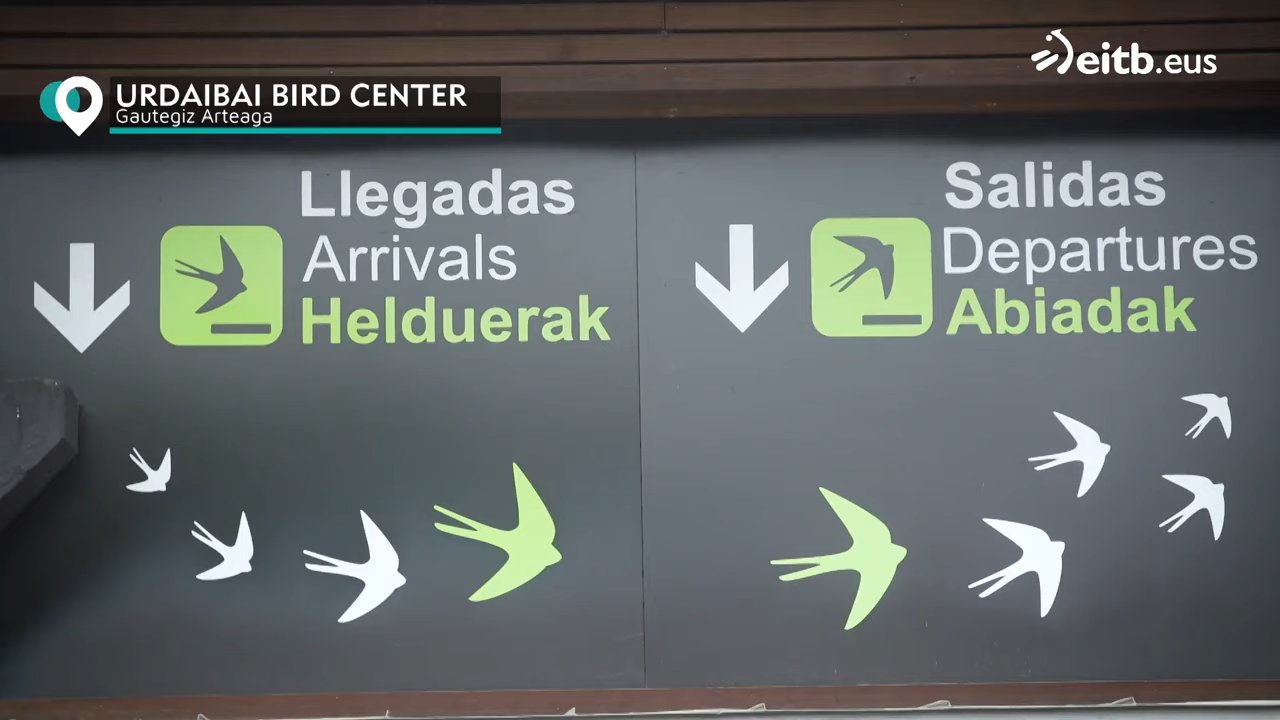 URDAIBAI BIRD CENTER
Gautegiz Arteaga
eitb.eus
Llegadas
Arrivals
Helduerak
Salidas
Departures
Abiadak